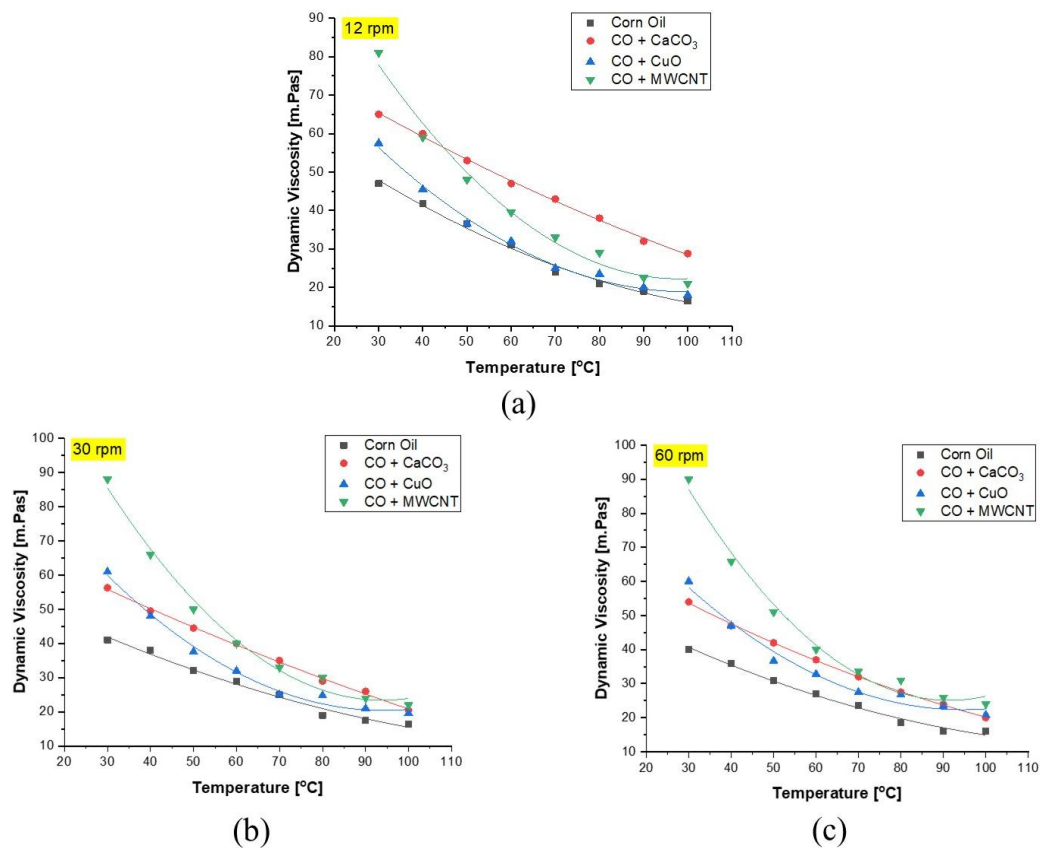 12 rpm
Corn Oil
CO + CaCO₃
CO + CuO
CO + MWCNT
Dynamic Viscosity [m.Pas]
90
80
70
60
50
40
30
20
10
20 30 40 50 60 70 80 90 100 110
Temperature [°C]
(a)
30 rpm
Corn Oil
CO + CaCO₃
CO + CuO
CO + MWCNT
Dynamic Viscosity [m.Pas]
100
90
80
70
60
50
40
30
20
10
20 30 40 50 60 70 80 90 100 110
Temperature [°C]
(b)
60 rpm
Corn Oil
CO + CaCO₃
CO + CuO
CO + MWCNT
Dynamic Viscosity [m.Pas]
100
90
80
70
60
50
40
30
20
10
20 30 40 50 60 70 80 90 100 110
Temperature [°C]
(c)